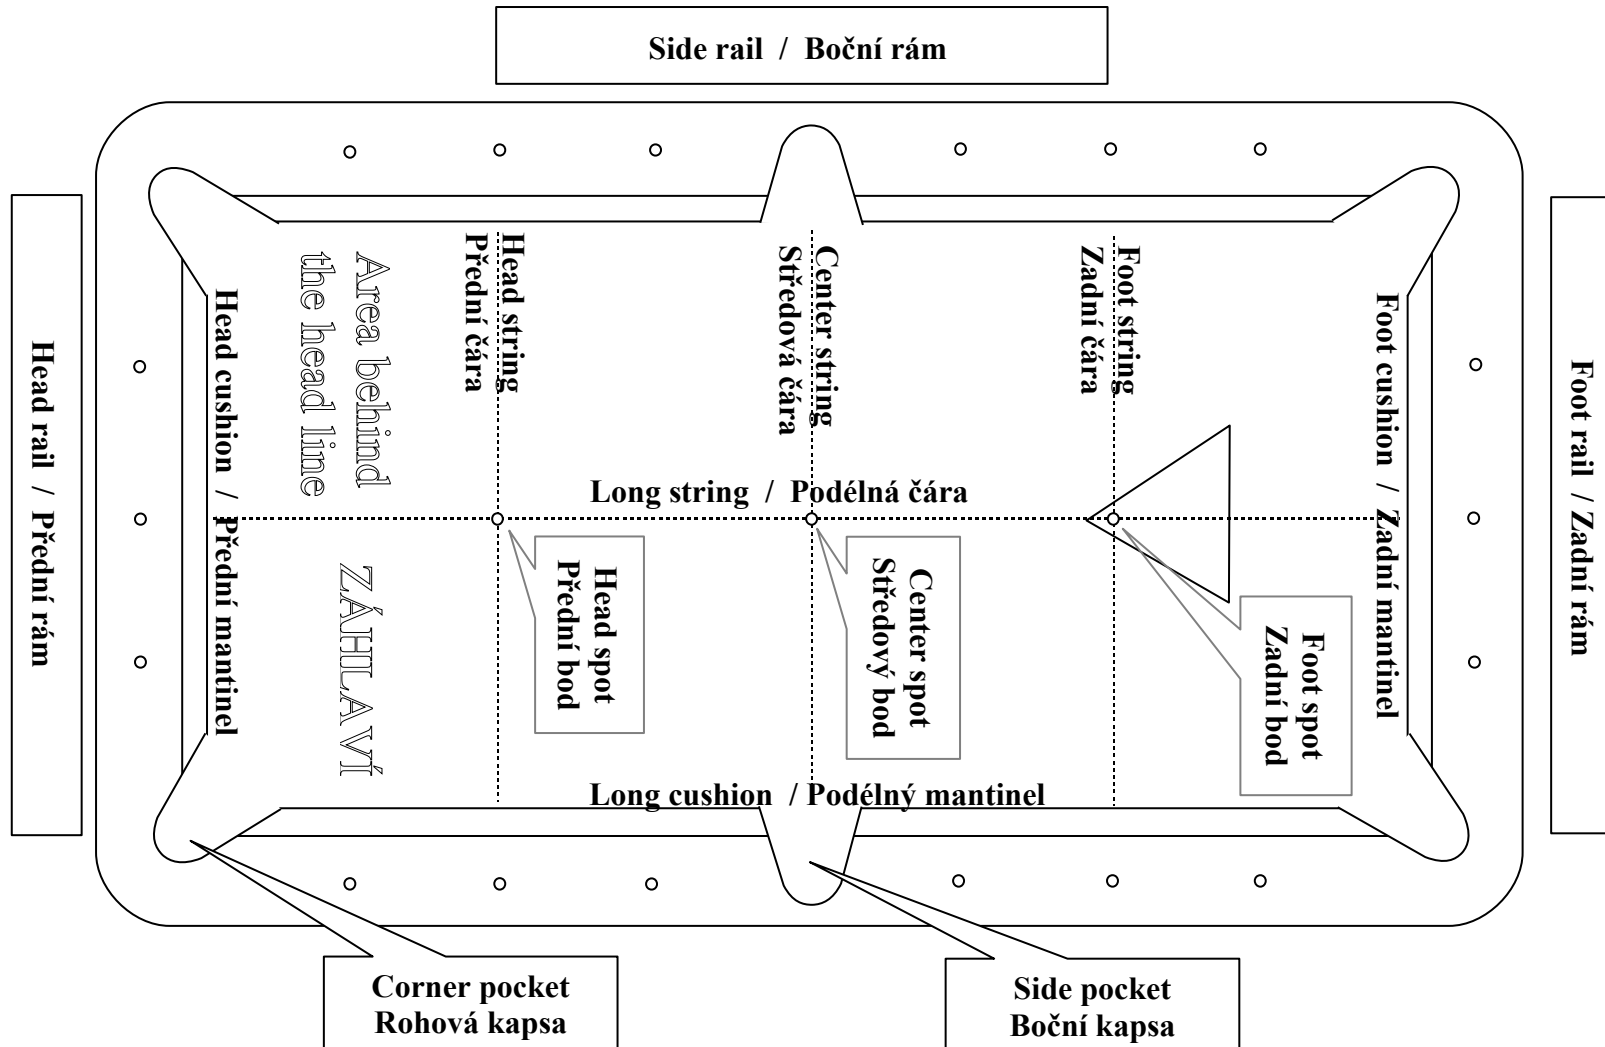 Side rail / Boční rám
Head rail / Přední rám
Head cushion / Přední mantinel
Area behind
the head line
ZÁHLAVÍ
Head string
Přední čára
Center string
Středová čára
Foot string
Zadní čára
Foot cushion / Zadní mantinel
Foot rail / Zadní rám
Long string / Podélná čára
Head spot
Přední bod
Center spot
Středový bod
Foot spot
Zadní bod
Long cushion / Podélný mantinel
Corner pocket
Rohová kapsa
Side pocket
Boční kapsa